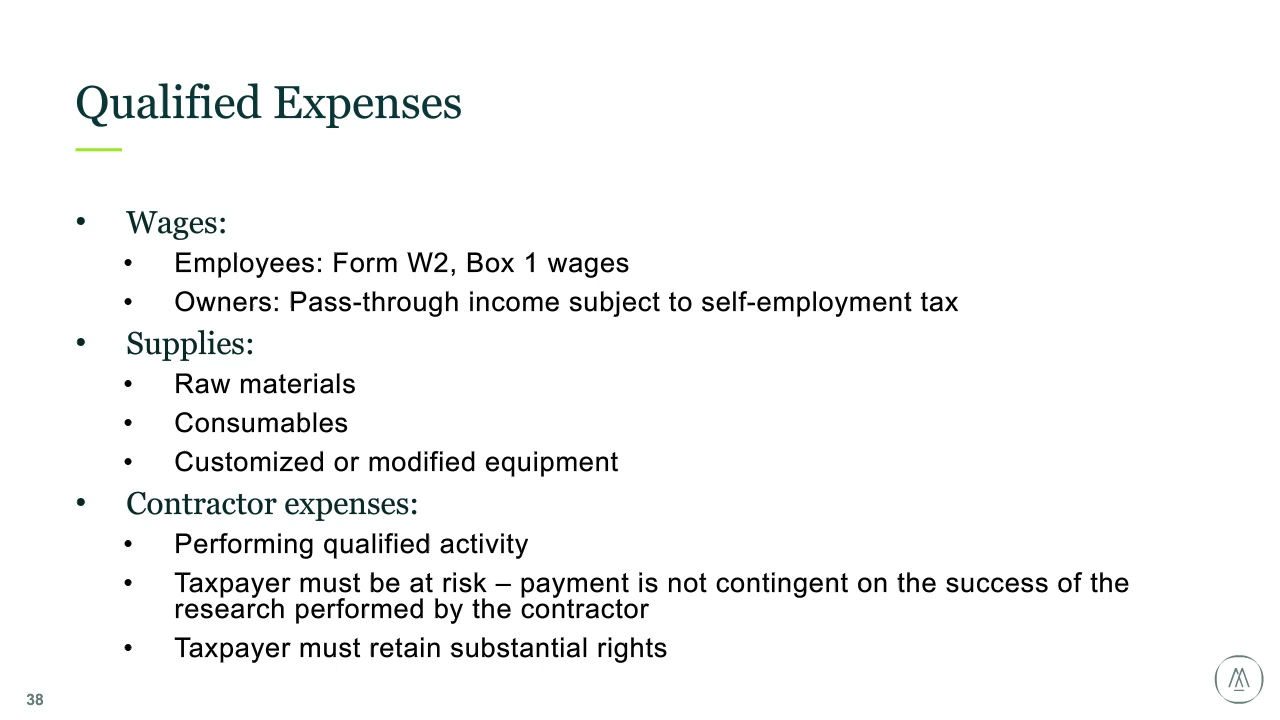 Qualified Expenses
• Wages:
• Employees: Form W2, Box 1 wages
• Owners: Pass-through income subject to self-employment tax
• Supplies:
• Raw materials
• Consumables
• Customized or modified equipment
• Contractor expenses:
• Performing qualified activity
• Taxpayer must be at risk – payment is not contingent on the success of the
research performed by the contractor
• Taxpayer must retain substantial rights
38